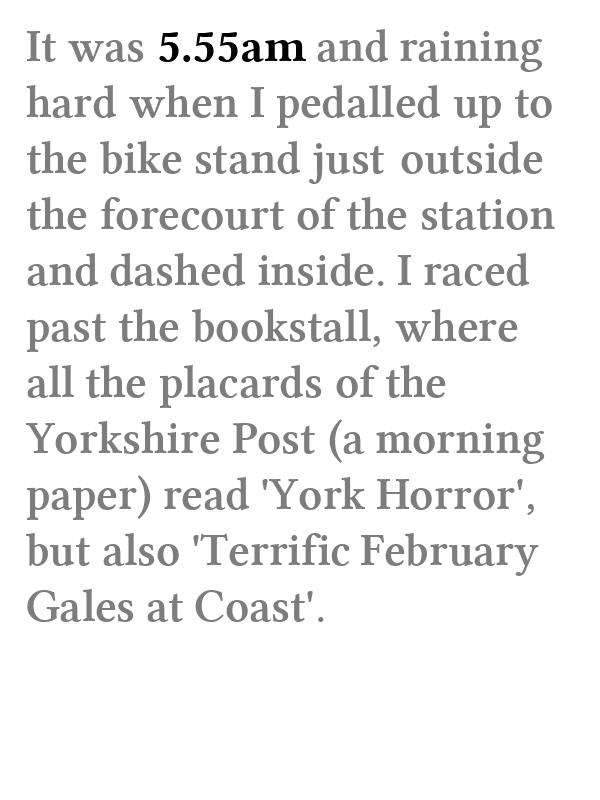 It was 5.55am and raining
hard when I pedalled up to
the bike stand just outside
the forecourt of the station
and dashed inside. I raced
past the bookstall, where
all the placards of the
Yorkshire Post (a morning
paper) read 'York Horror',
but also 'Terrific February
Gales at Coast'.